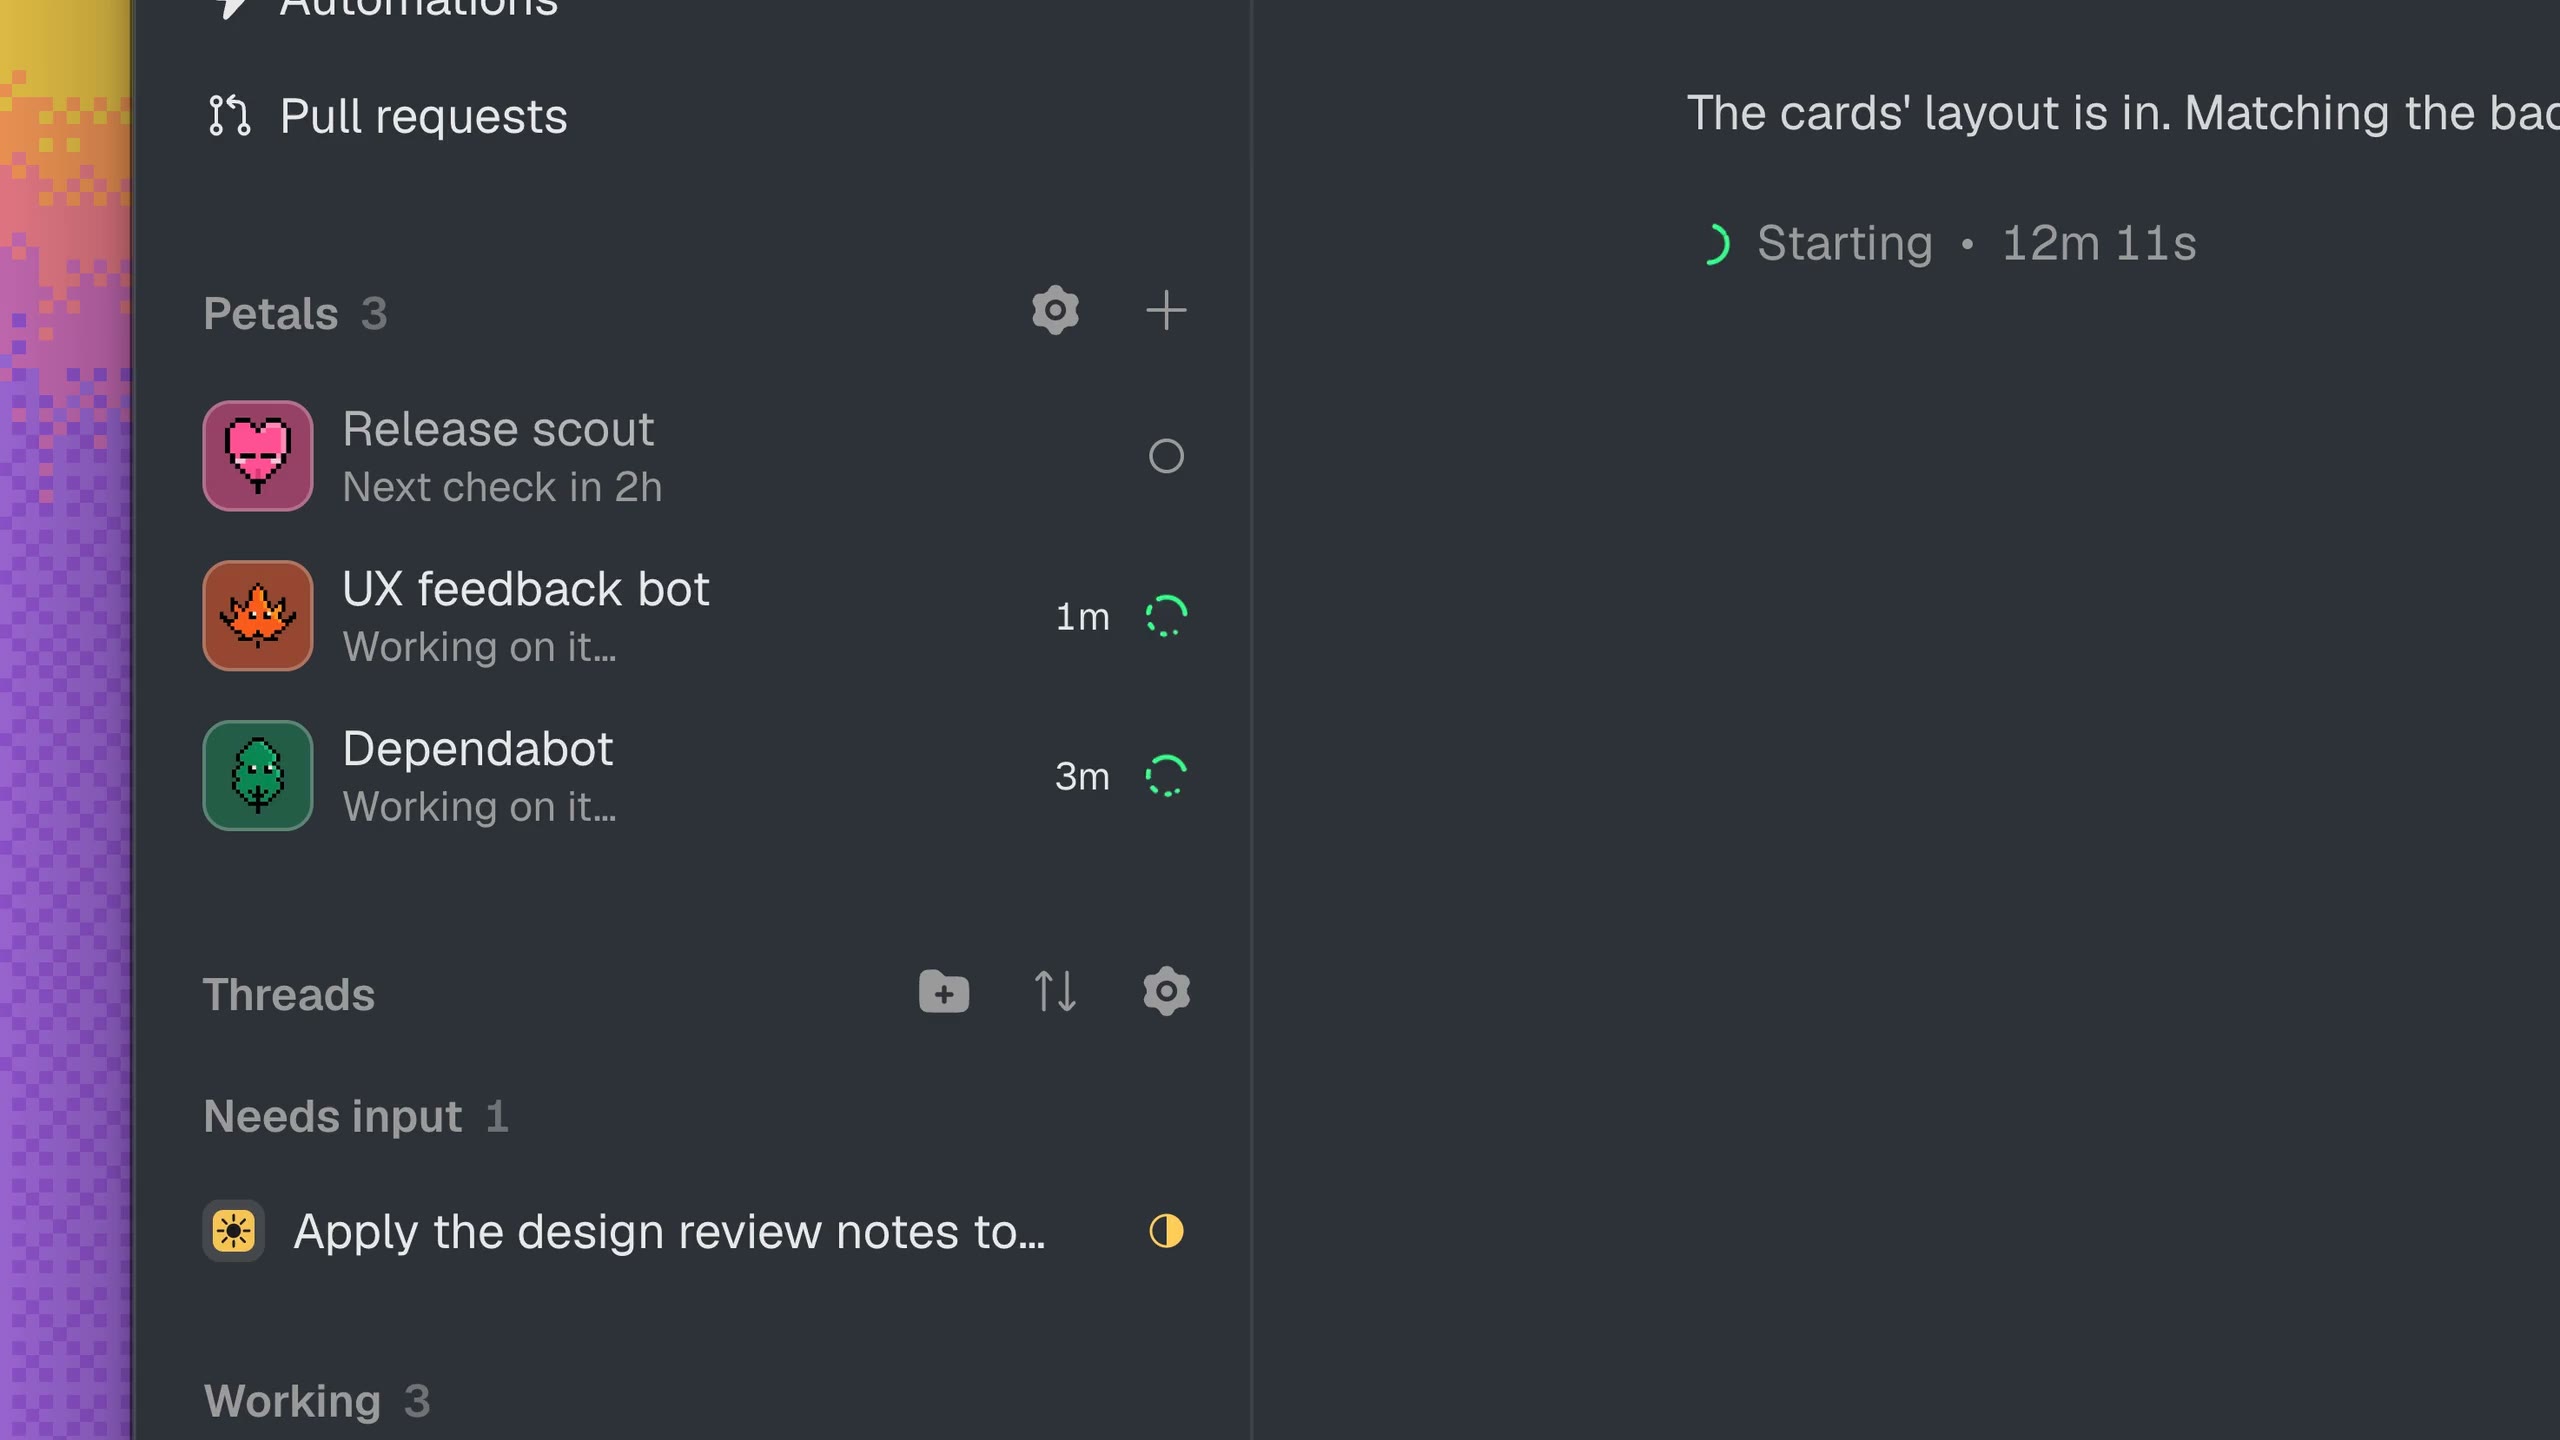 Automations
Pull requests
Petals 3
Release scout
Next check in 2h
UX feedback bot
1m
Working on it…
Dependabot
3m
Working on it…
Threads
Needs input 1
Apply the design review notes to…
Working 3
The cards' layout is in. Matching the
Starting • 12m 11s